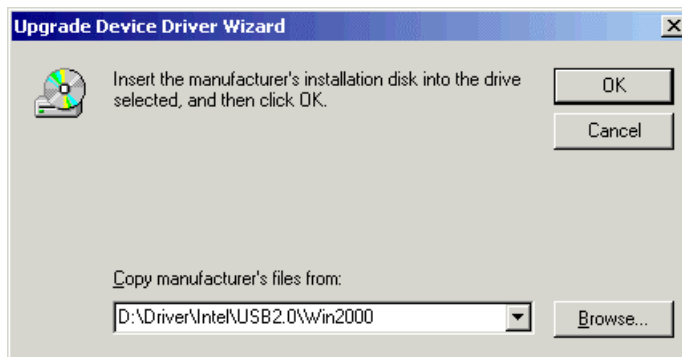 Upgrade Device Driver Wizard
Insert the manufacturer's installation disk into the drive
selected, and then click OK.
OK
Cancel
Copy manufacturer's files from:
D:\Driver\Intel\USB2.0\Win2000
Browse...